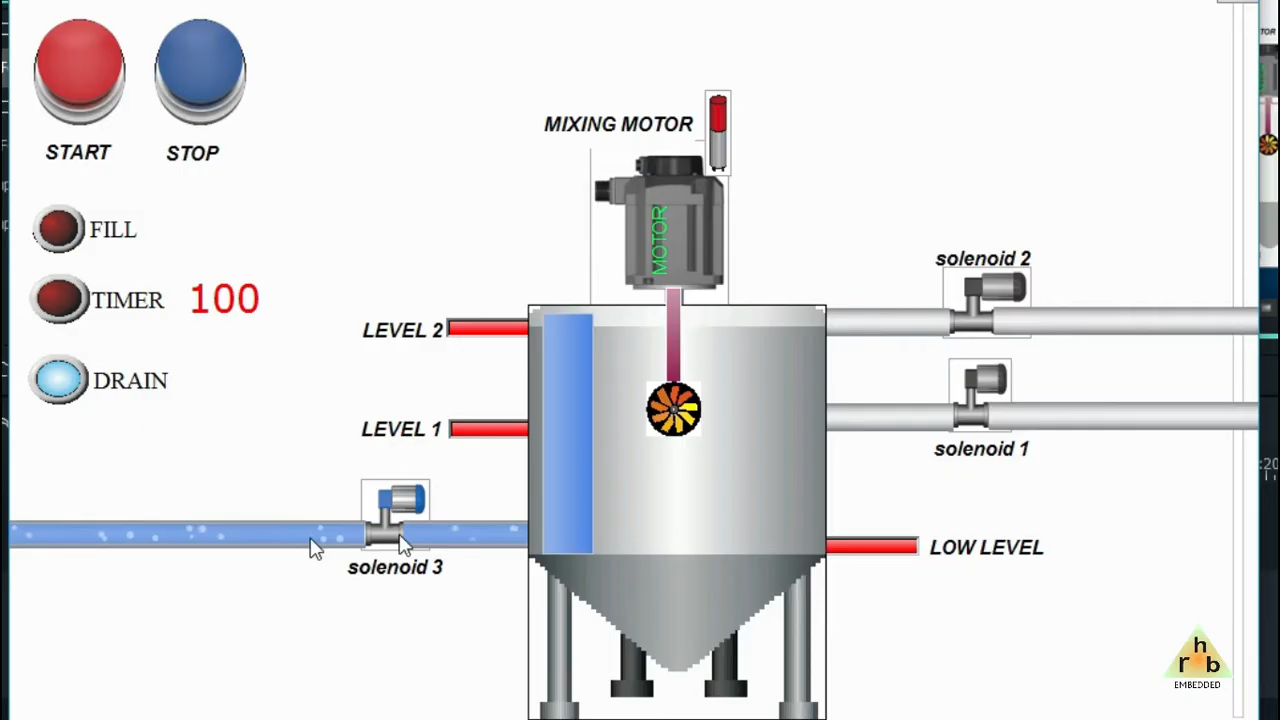 START
STOP
FILL
TIMER 100
DRAIN
MIXING MOTOR
MOTOR
LEVEL 2
LEVEL 1
solenoid 3
solenoid 2
solenoid 1
LOW LEVEL
h
r b
EMBEDDED
TOR